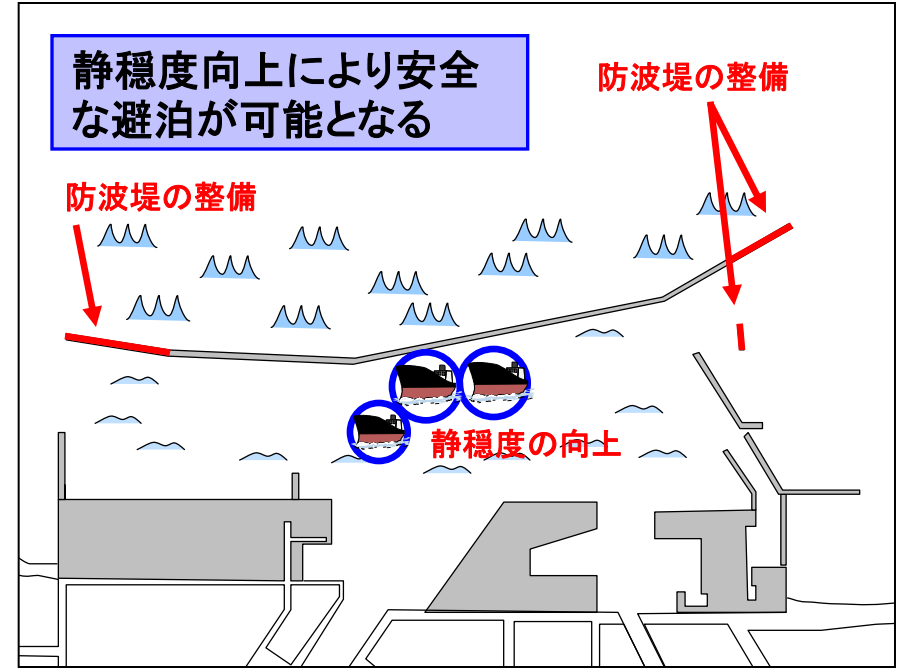 静穏度向上により安全
な避泊が可能となる
防波堤の整備
防波堤の整備
静穏度の向上